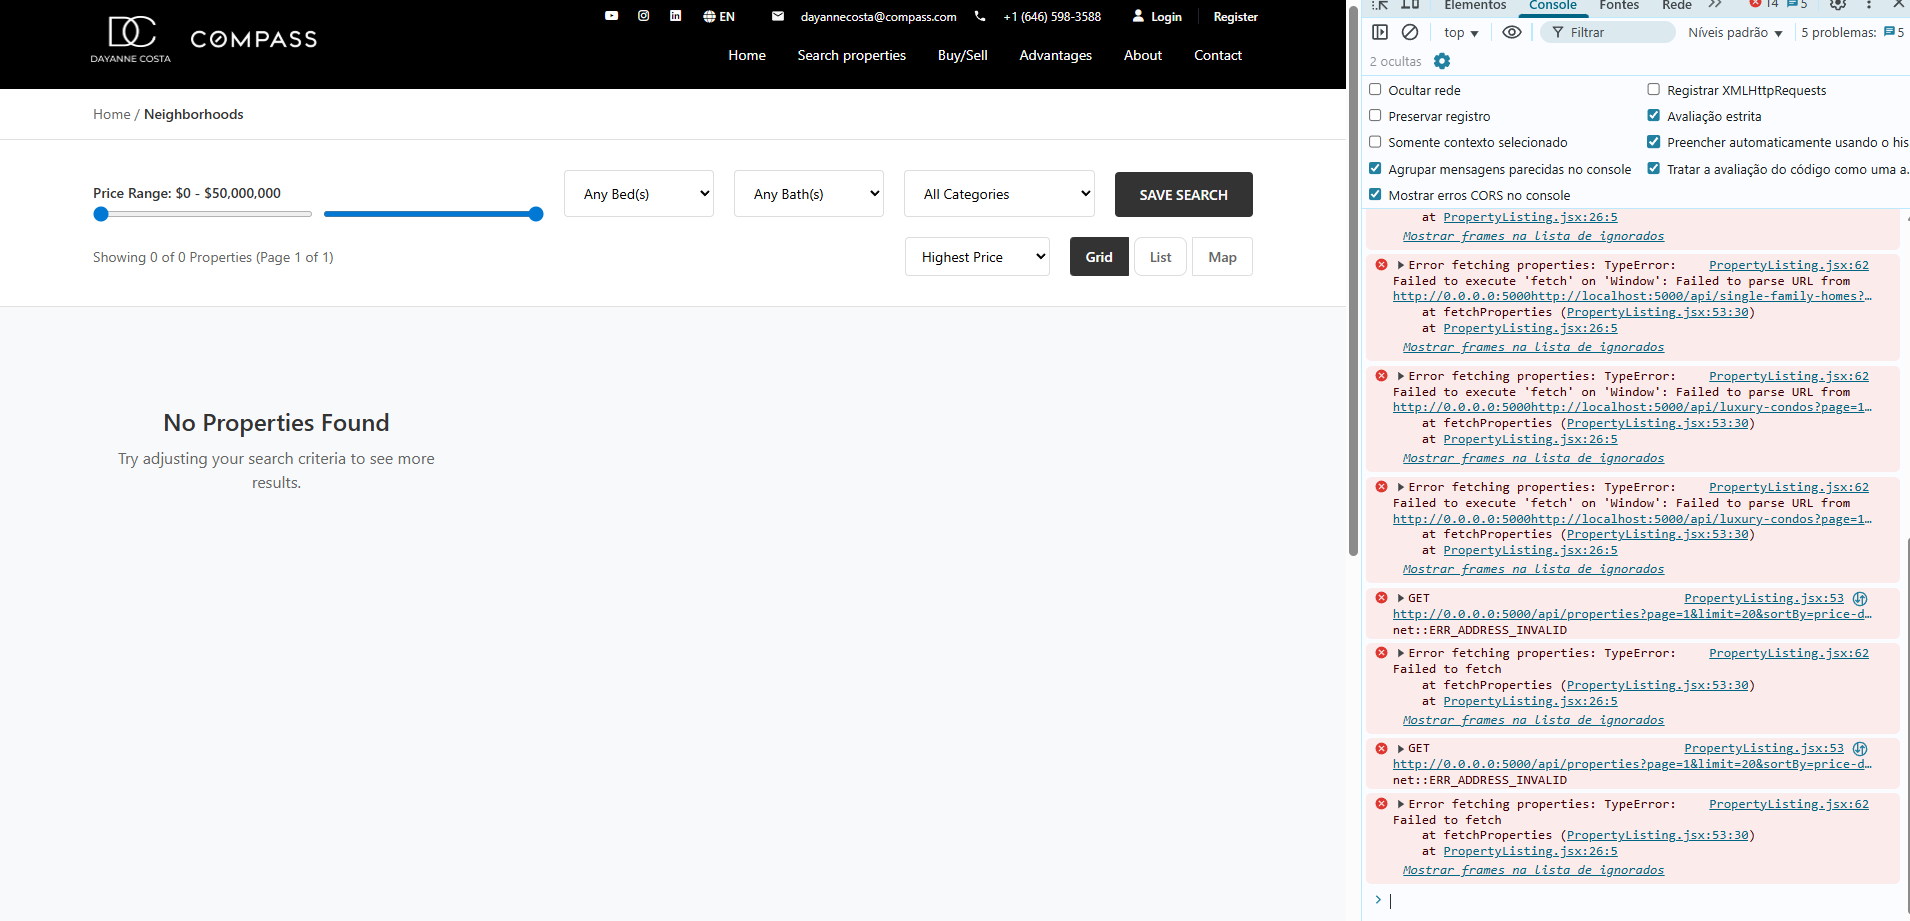 DC
DAYANNE COSTA
COMPASS
EN
dayannecosta@compass.com
+1 (646) 598-3588
Login
Register
Home
Search properties
Buy/Sell
Advantages
About
Contact
Home / Neighborhoods
Price Range: $0 - $50,000,000
Any Bed(s)
Any Bath(s)
All Categories
SAVE SEARCH
Showing 0 of 0 Properties (Page 1 of 1)
Highest Price
Grid
List
Map
No Properties Found
Try adjusting your search criteria to see more
results.
Elementos
Console
Fontes
Rede
14
5
top
Filtrar
Níveis padrão
5 problemas:
5
2 ocultas
Ocultar rede
Registrar XMLHttpRequests
Preservar registro
Avaliação estrita
Somente contexto selecionado
Preencher automaticamente usando o his
Agrupar mensagens parecidas no console
Tratar a avaliação do código como uma a.
Mostrar erros CORS no console
at PropertyListing.jsx:26:5
Mostrar frames na lista de ignorados
Error fetching properties: TypeError: PropertyListing.jsx:62
Failed to execute 'fetch' on 'Window': Failed to parse URL from
http://0.0.0.0:5000http://localhost:5000/api/single-family-homes?…
at fetchProperties (PropertyListing.jsx:53:30)
at PropertyListing.jsx:26:5
Mostrar frames na lista de ignorados
Error fetching properties: TypeError: PropertyListing.jsx:62
Failed to execute 'fetch' on 'Window': Failed to parse URL from
http://0.0.0.0:5000http://localhost:5000/api/luxury-condos?page=1…
at fetchProperties (PropertyListing.jsx:53:30)
at PropertyListing.jsx:26:5
Mostrar frames na lista de ignorados
Error fetching properties: TypeError: PropertyListing.jsx:62
Failed to execute 'fetch' on 'Window': Failed to parse URL from
http://0.0.0.0:5000http://localhost:5000/api/luxury-condos?page=1…
at fetchProperties (PropertyListing.jsx:53:30)
at PropertyListing.jsx:26:5
Mostrar frames na lista de ignorados
GET PropertyListing.jsx:53
http://0.0.0.0:5000/api/properties?page=1&limit=20&sortBy=price-d…
net::ERR_ADDRESS_INVALID
Error fetching properties: TypeError: PropertyListing.jsx:62
Failed to fetch
at fetchProperties (PropertyListing.jsx:53:30)
at PropertyListing.jsx:26:5
Mostrar frames na lista de ignorados
GET PropertyListing.jsx:53
http://0.0.0.0:5000/api/properties?page=1&limit=20&sortBy=price-d…
net::ERR_ADDRESS_INVALID
Error fetching properties: TypeError: PropertyListing.jsx:62
Failed to fetch
at fetchProperties (PropertyListing.jsx:53:30)
at PropertyListing.jsx:26:5
Mostrar frames na lista de ignorados